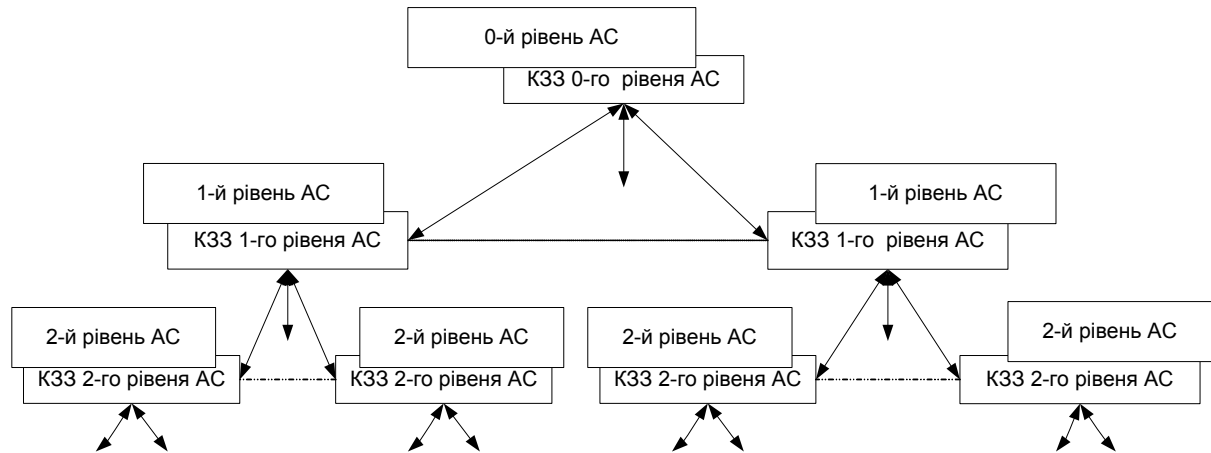 0-й рівень АС
КЗЗ 0-го рівеня АС
1-й рівень АС
1-й рівень АС
КЗЗ 1-го рівеня АС
КЗЗ 1-го рівеня АС
2-й рівень АС
2-й рівень АС
2-й рівень АС
2-й рівень АС
КЗЗ 2-го рівеня АС
КЗЗ 2-го рівеня АС
КЗЗ 2-го рівеня АС
КЗЗ 2-го рівеня АС